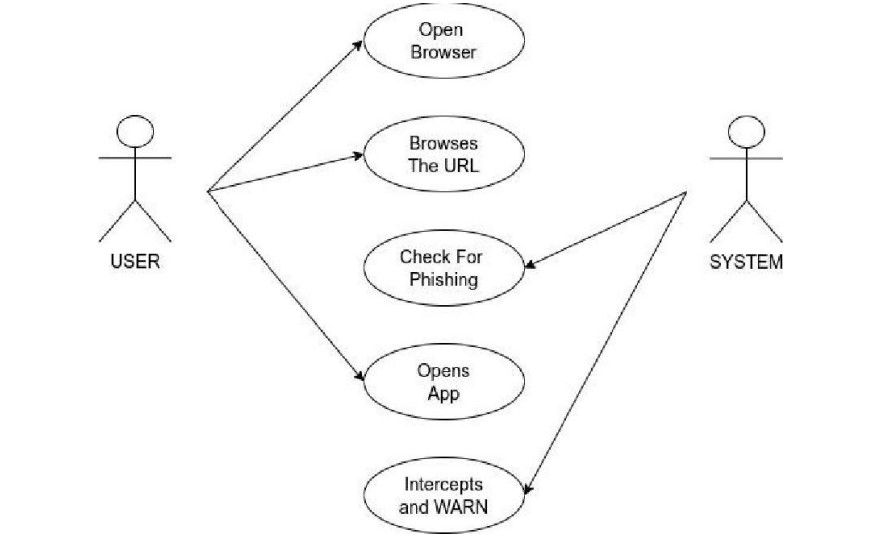 Open
Browser
Browses
The URL
USER
SYSTEM
Check For
Phishing
Opens
App
Intercepts
and WARN